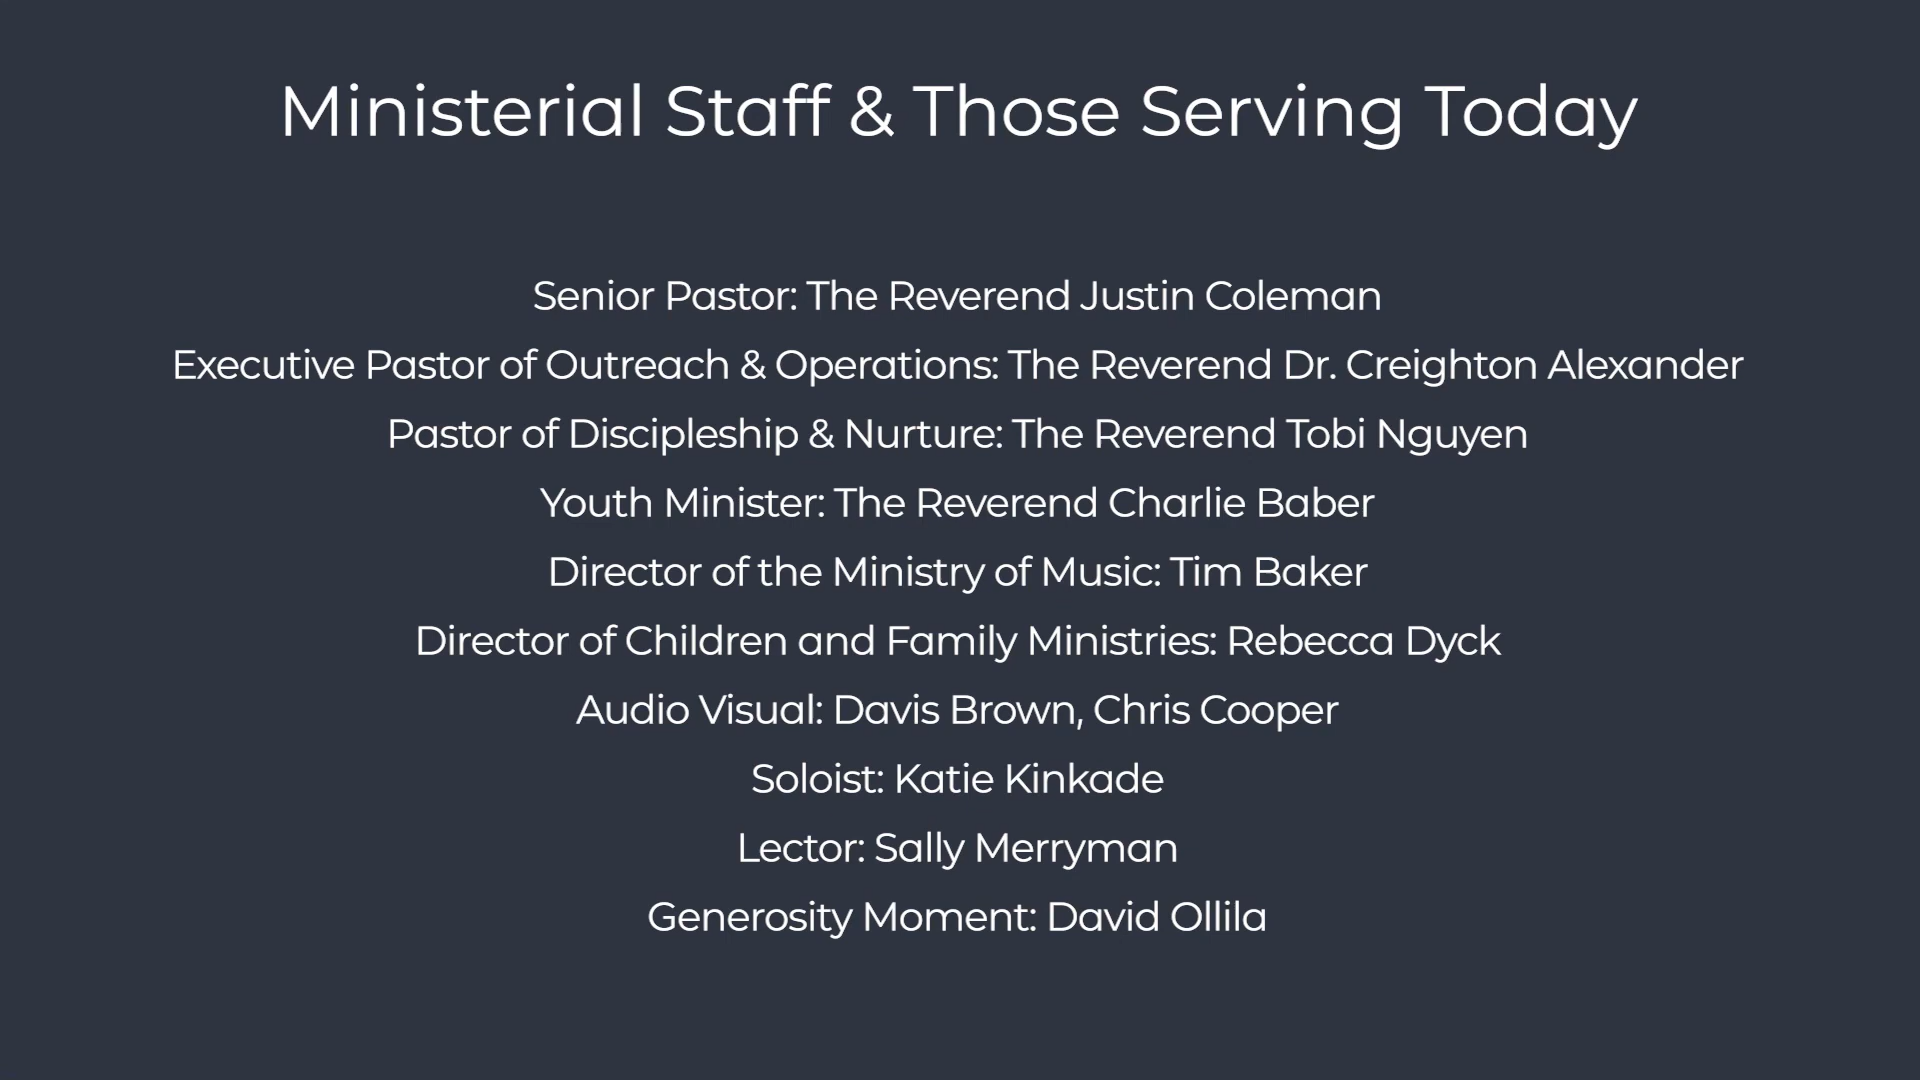 Ministerial Staff & Those Serving Today
Senior Pastor: The Reverend Justin Coleman
Executive Pastor of Outreach & Operations: The Reverend Dr. Creighton Alexander
Pastor of Discipleship & Nurture: The Reverend Tobi Nguyen
Youth Minister: The Reverend Charlie Baber
Director of the Ministry of Music: Tim Baker
Director of Children and Family Ministries: Rebecca Dyck
Audio Visual: Davis Brown, Chris Cooper
Soloist: Katie Kinkade
Lector: Sally Merryman
Generosity Moment: David Ollila